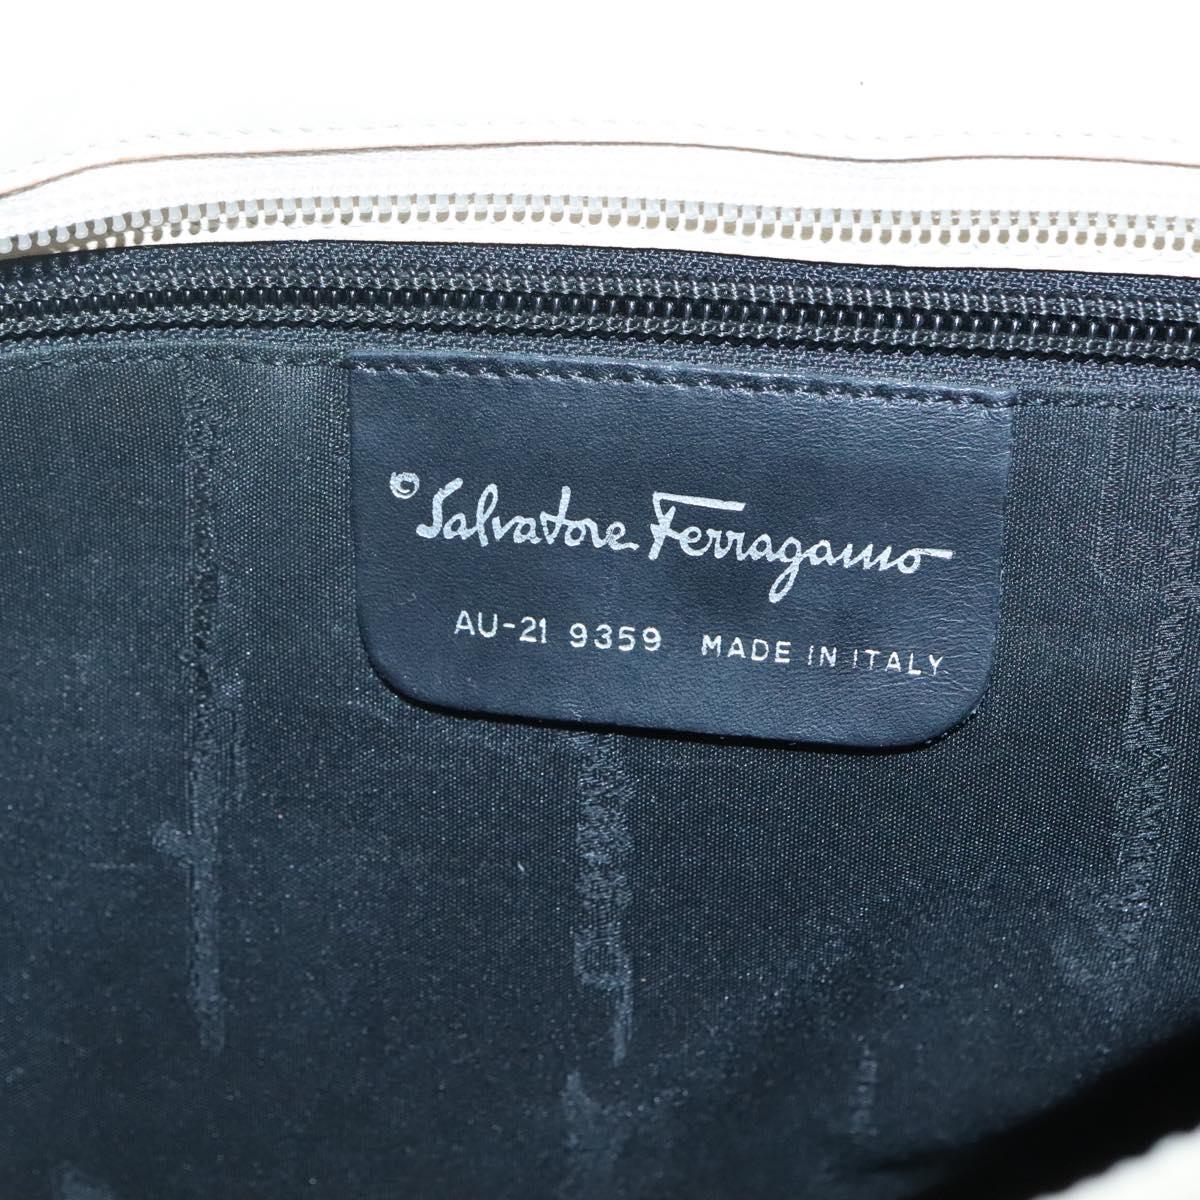 © Salvatore Ferragamo
AU-21 9359 MADE IN ITALY